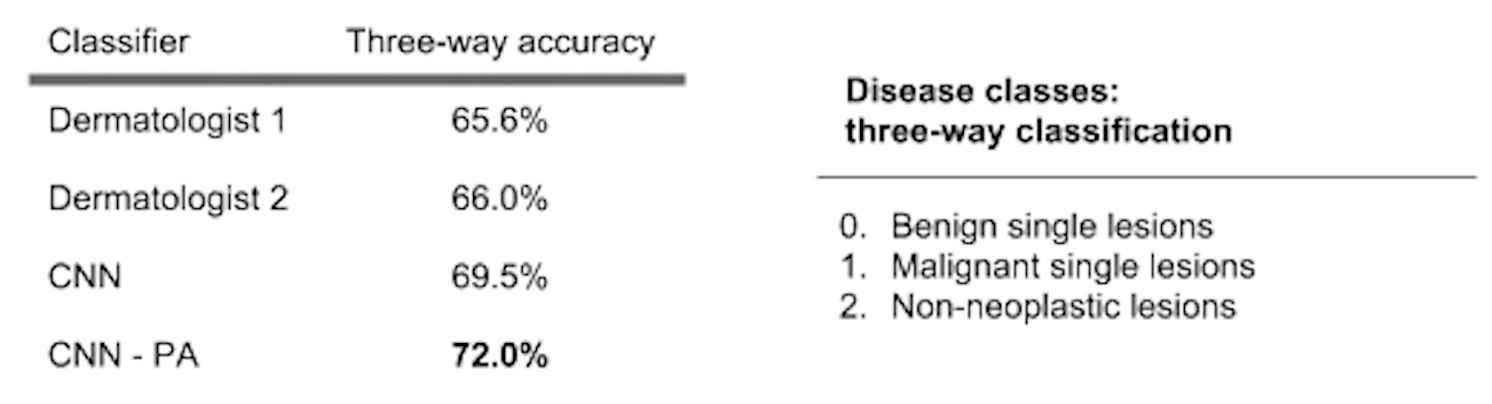 Classifier Three-way accuracy
Dermatologist 1 65.6%
Dermatologist 2 66.0%
CNN 69.5%
CNN - PA 72.0%
Disease classes:
three-way classification
0. Benign single lesions
1. Malignant single lesions
2. Non-neoplastic lesions